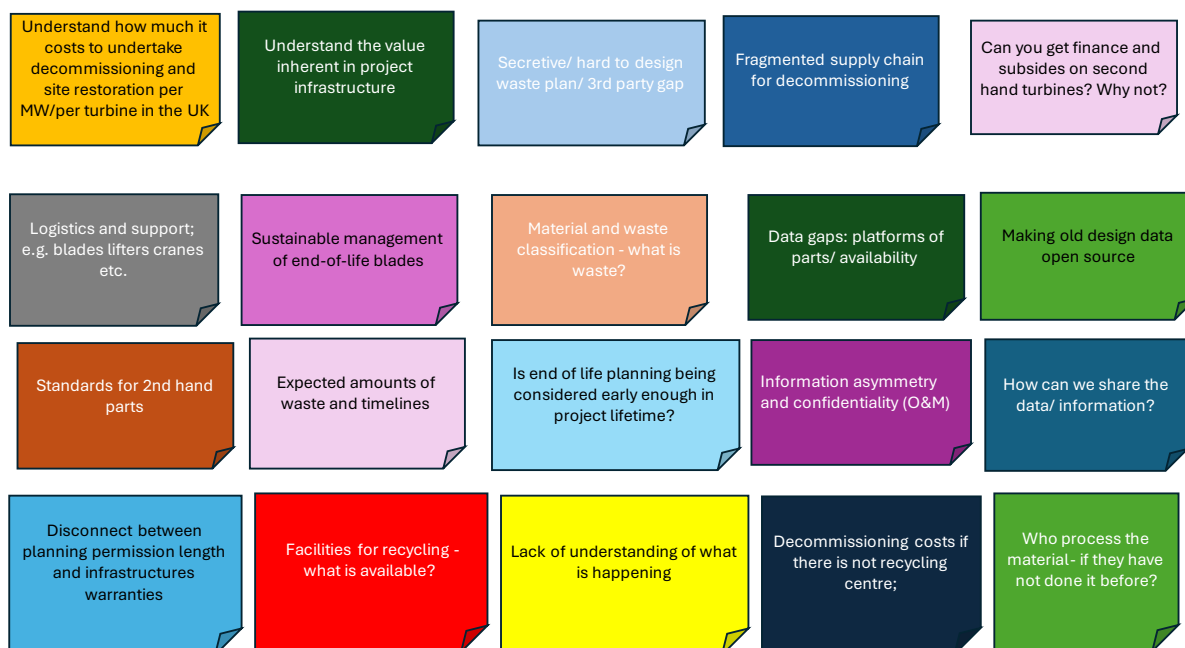 Understand how much it
costs to undertake
decommissioning and
site restoration per
MW/per turbine in the UK
Understand the value
inherent in project
infrastructure
Secretive/ hard to design
waste plan/ 3rd party gap
Fragmented supply chain
for decommissioning
Can you get finance and
subsides on second
hand turbines? Why not?
Logistics and support;
e.g. blades lifters cranes
etc.
Sustainable management
of end-of-life blades
Material and waste
classification - what is
waste?
Data gaps: platforms of
parts/ availability
Making old design data
open source
Standards for 2nd hand
parts
Expected amounts of
waste and timelines
Is end of life planning being
considered early enough in
project lifetime?
Information asymmetry
and confidentiality (O&M)
How can we share the
data/ information?
Disconnect between
planning permission length
and infrastructures
warranties
Facilities for recycling -
what is available?
Lack of understanding of what
is happening
Decommissioning costs if
there is not recycling
centre;
Who process the
material- if they have
not done it before?